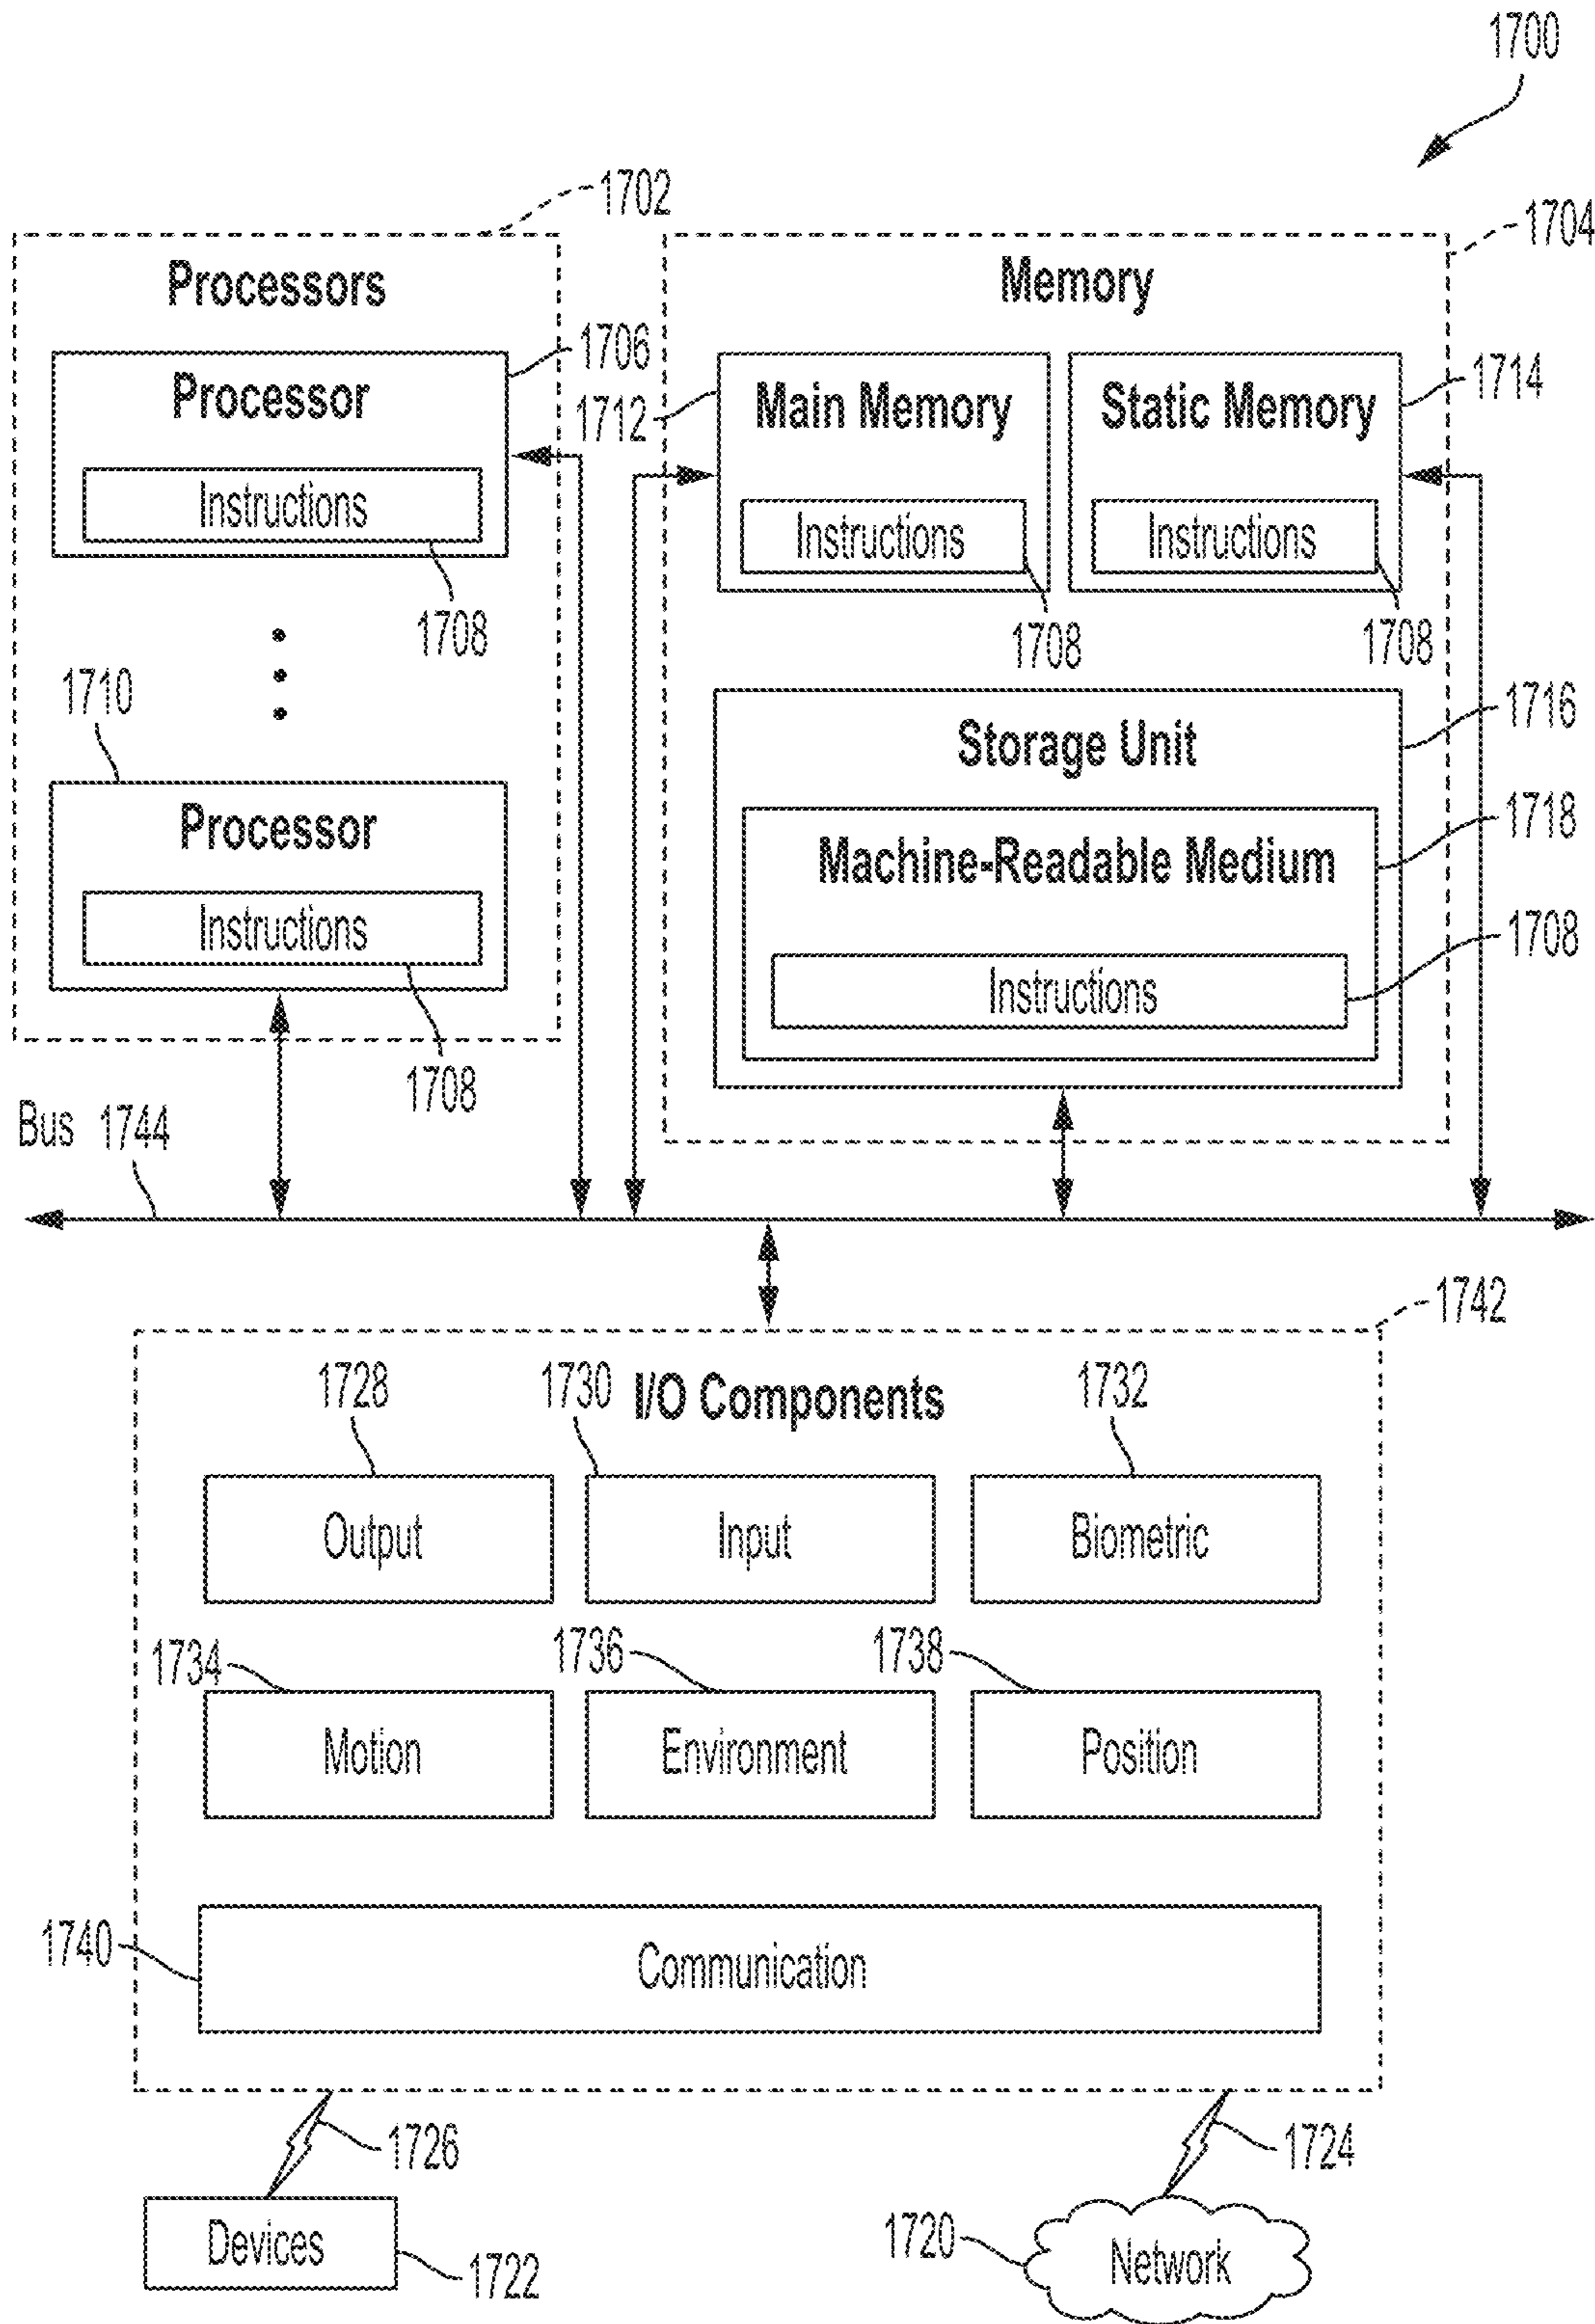 1700
1702
1704
Processors
Memory
1706
Processor
1712
Main Memory
Static Memory
1714
Instructions
Instructions
Instructions
1708
1708
1708
1710
1716
Storage Unit
Processor
1718
Machine-Readable Medium
Instructions
1708
Instructions
1708
Bus 1744
1742
1728
1730
I/O Components
1732
Output
Input
Biometric
1734
1736
1738
Motion
Environment
Position
1740
Communication
1726
1724
Devices
1722
1720
Network